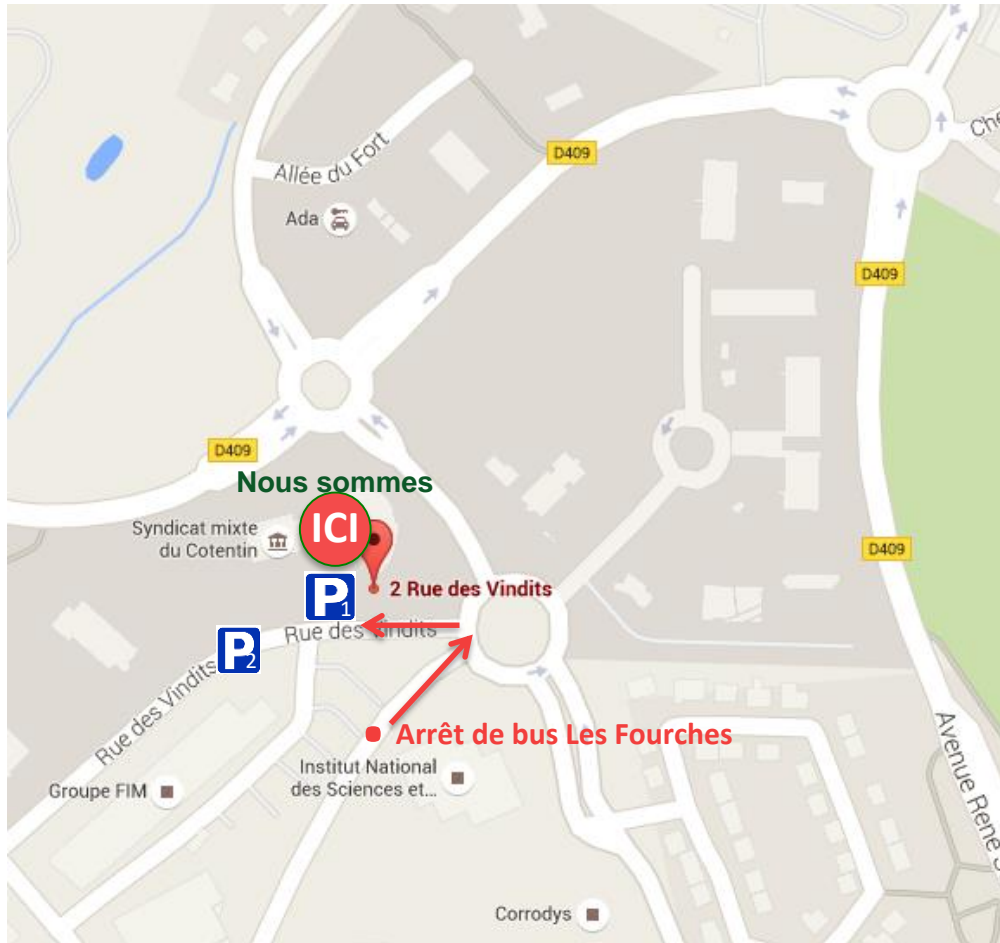 Che
D409
Allée du Fort
Ada
D409
D409
Nous sommes
ICI
Syndicat mixte
du Cotentin
D409
P1
2 Rue des Vindits
Rue des Vindits
P2
Rue des Vindits
Arrêt de bus Les Fourches
Institut National
des Sciences et...
Groupe FIM
Avenue Rene S
Corrodys